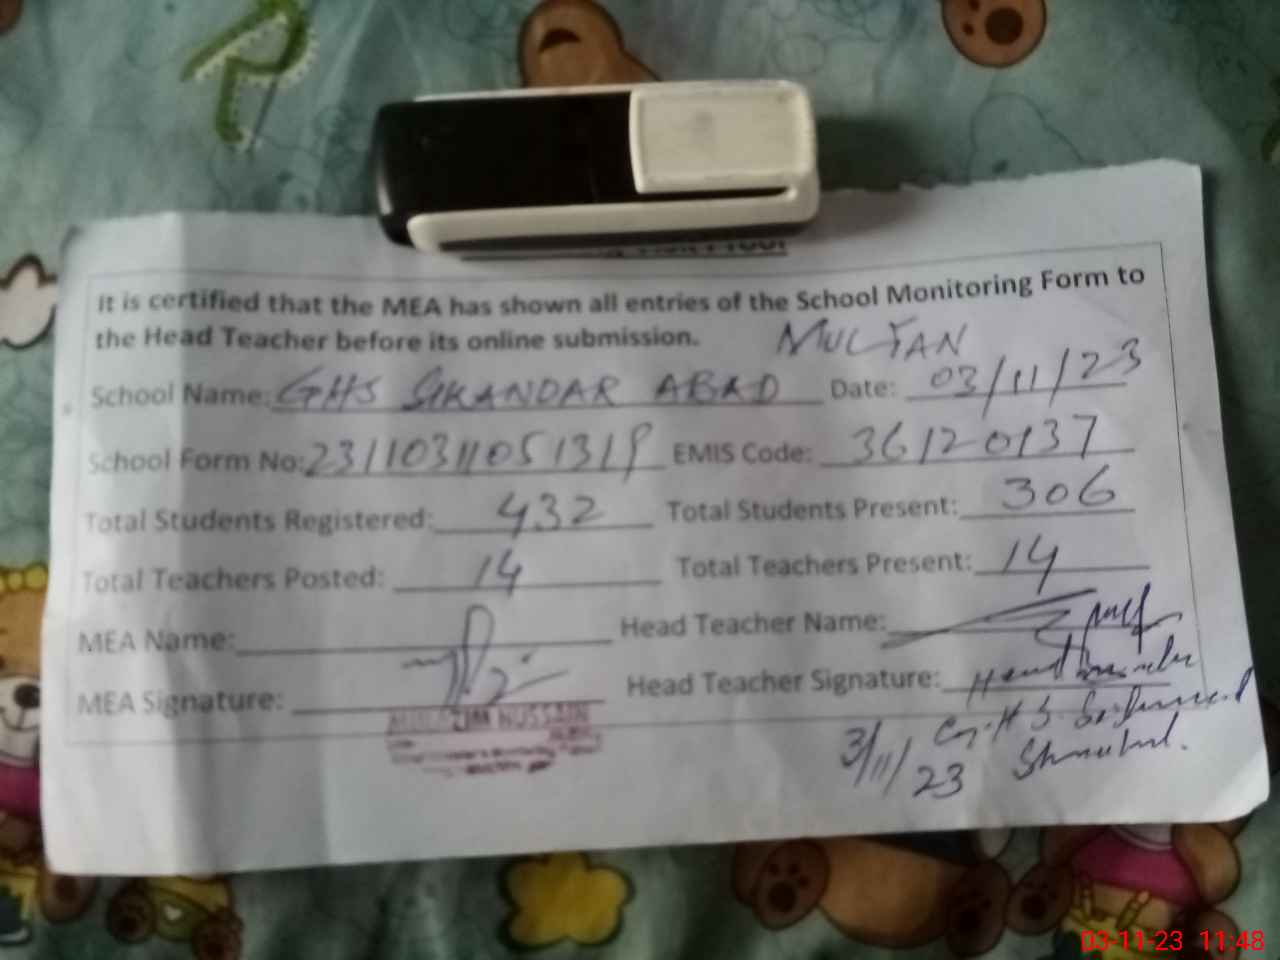 It is certified that the MEA has shown all entries of the School Monitoring Form to
the Head Teacher before its online submission.
MULTAN
School Name: GHS SIKANDAR ABAD Date: 03/11/23
School Form No: EMIS Code: 36120137
Total Students Registered: 432 Total Students Present: 306
Total Teachers Posted: 14 Total Teachers Present: 14
MEA Name: Head Teacher Name:
MEA Signature: Head Teacher Signature:
HUSSAIN
G.H.S.
3/11/23
03-11-23 11:48